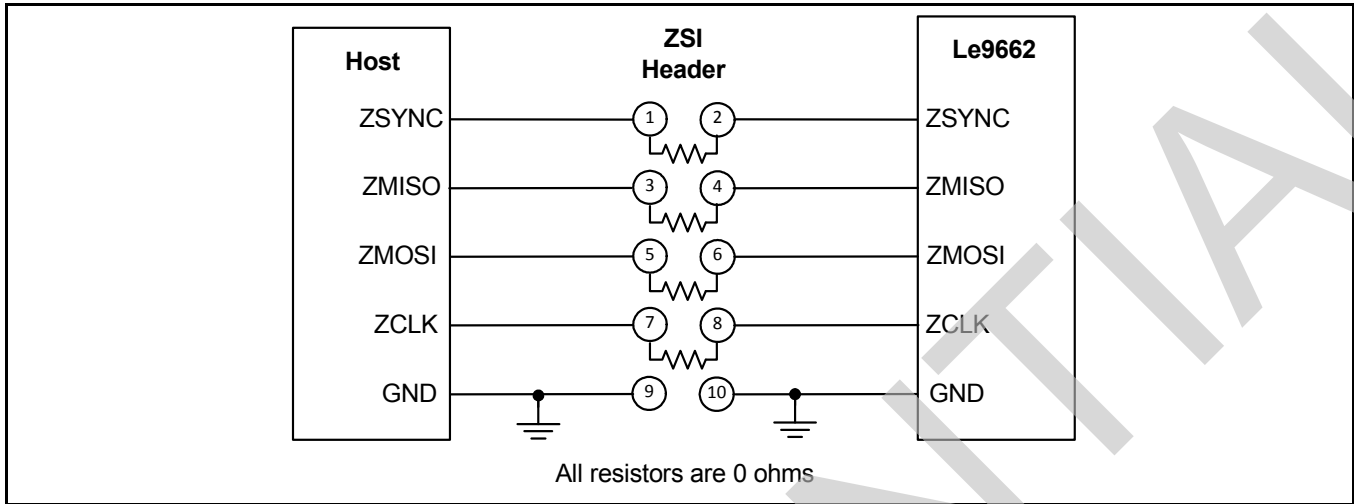 Host
ZSI
Header
Le9662
ZSYNC 1 2 ZSYNC
ZMISO 3 4 ZMISO
ZMOSI 5 6 ZMOSI
ZCLK 7 8 ZCLK
GND 9 10 GND
All resistors are 0 ohms
NTIAL